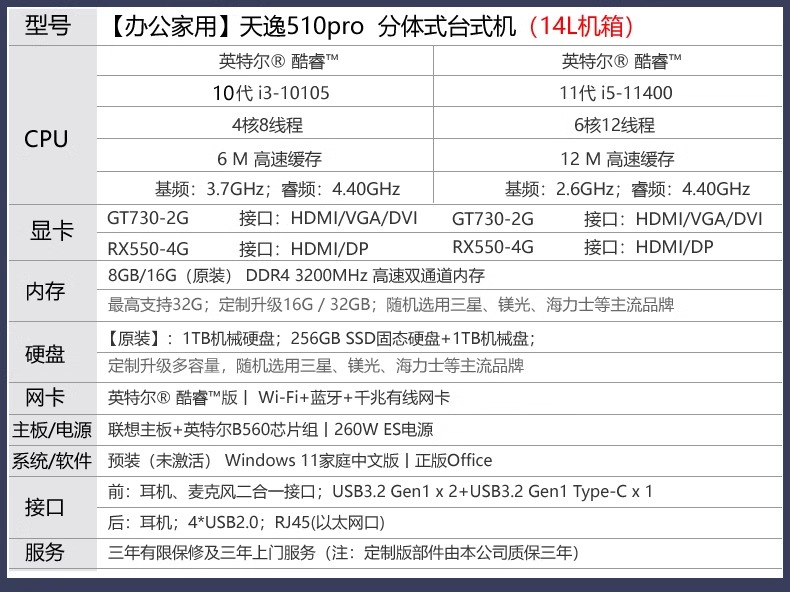 型号 【办公家用】天逸510pro 分体式台式机（14L机箱）
英特尔® 酷睿™ 英特尔® 酷睿™
10代 i3-10105 11代 i5-11400
CPU 4核8线程 6核12线程
6 M 高速缓存 12 M 高速缓存
基频：3.7GHz；睿频：4.40GHz 基频：2.6GHz；睿频：4.40GHz
显卡 GT730-2G 接口：HDMI/VGA/DVI GT730-2G 接口：HDMI/VGA/DVI
RX550-4G 接口：HDMI/DP RX550-4G 接口：HDMI/DP
内存 8GB/16G（原装） DDR4 3200MHz 高速双通道内存
最高支持32G；定制升级16G / 32GB；随机选用三星、镁光、海力士等主流品牌
硬盘 【原装】：1TB机械硬盘；256GB SSD固态硬盘+1TB机械盘；
定制升级多容量，随机选用三星、镁光、海力士等主流品牌
网卡 英特尔® 酷睿™版丨 Wi-Fi+蓝牙+千兆有线网卡
主板/电源 联想主板+英特尔B560芯片组丨260W ES电源
系统/软件 预装（未激活） Windows 11家庭中文版丨正版Office
接口 前：耳机、麦克风二合一接口；USB3.2 Gen1 x 2+USB3.2 Gen1 Type-C x 1
后：耳机；4*USB2.0；RJ45(以太网口)
服务 三年有限保修及三年上门服务（注：定制版部件由本公司质保三年）